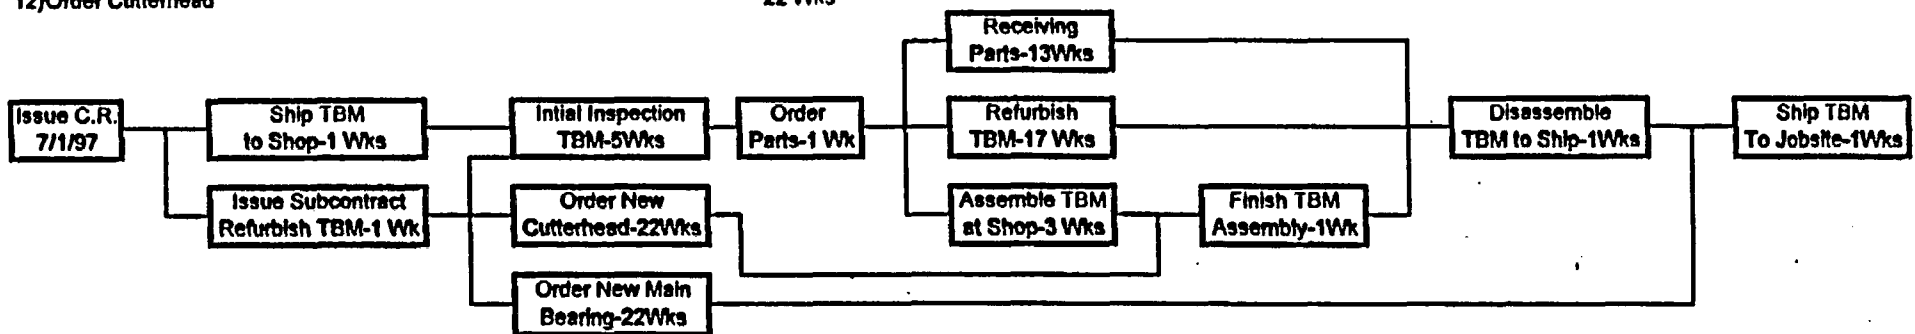 12)Order Cutterhead
22 Wks
Issue C.R.
7/1/97
Ship TBM
to Shop-1 Wks
Issue Subcontract
Refurbish TBM-1 Wk
Intial Inspection
TBM-5Wks
Order New
Cutterhead-22Wks
Order New Main
Bearing-22Wks
Order
Parts-1 Wk
Receiving
Parts-13Wks
Refurbish
TBM-17 Wks
Assemble TBM
at Shop-3 Wks
Finish TBM
Assembly-1Wk
Disassemble
TBM to Ship-1Wks
Ship TBM
To Jobsite-1Wks